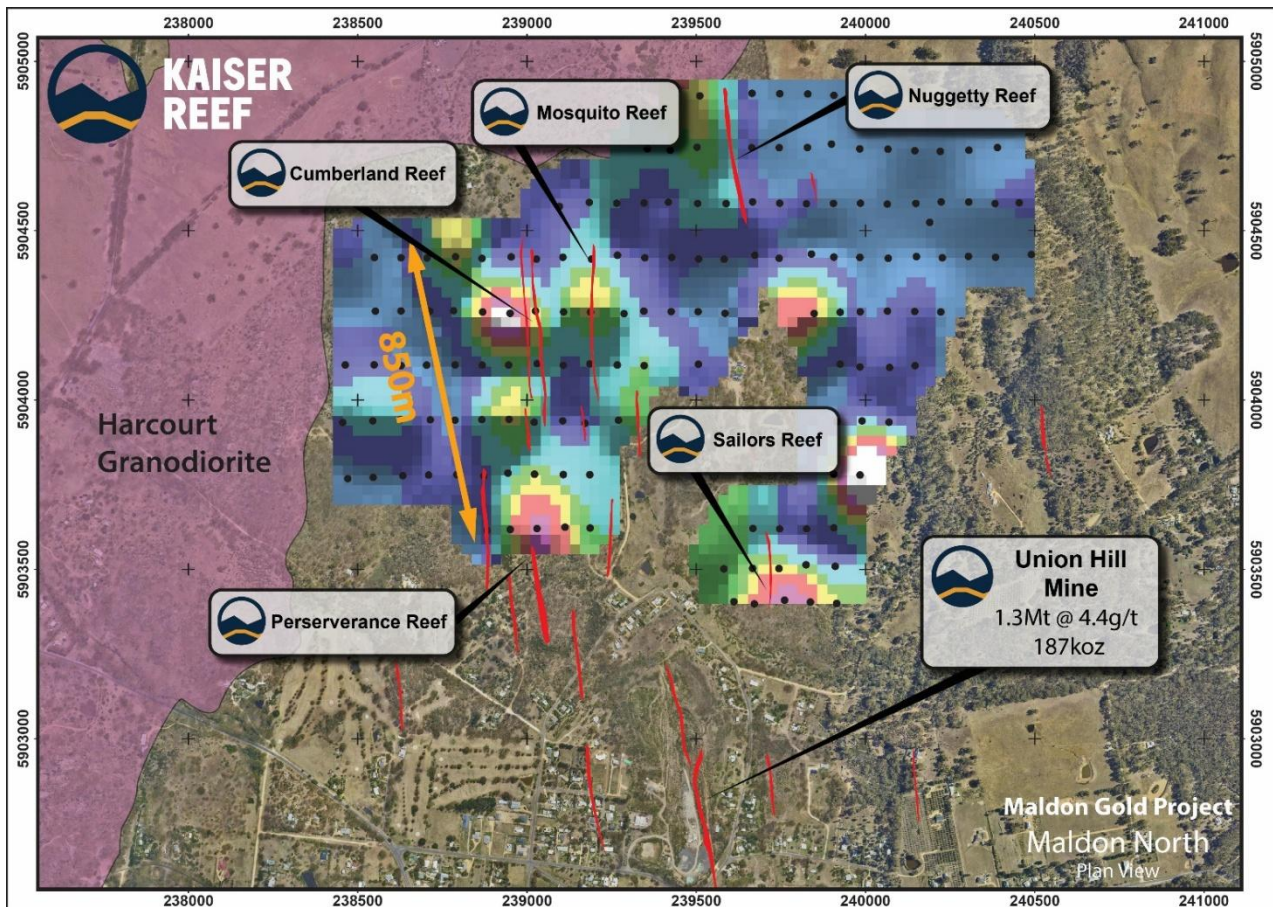 238000 238500 239000 239500 240000 240500 241000
5905000
5904500
5904000
5903500
5903000
KAISER
REEF
Mosquito Reef
Nuggetty Reef
Cumberland Reef
850m
Harcourt
Granodiorite
Sailors Reef
Perserverance Reef
Union Hill
Mine
1.3Mt @ 4.4g/t
187koz
Maldon Gold Project
Maldon North
Plan View
5905000
5904500
5904000
5903500
5903000
238000 238500 239000 239500 240000 240500 241000